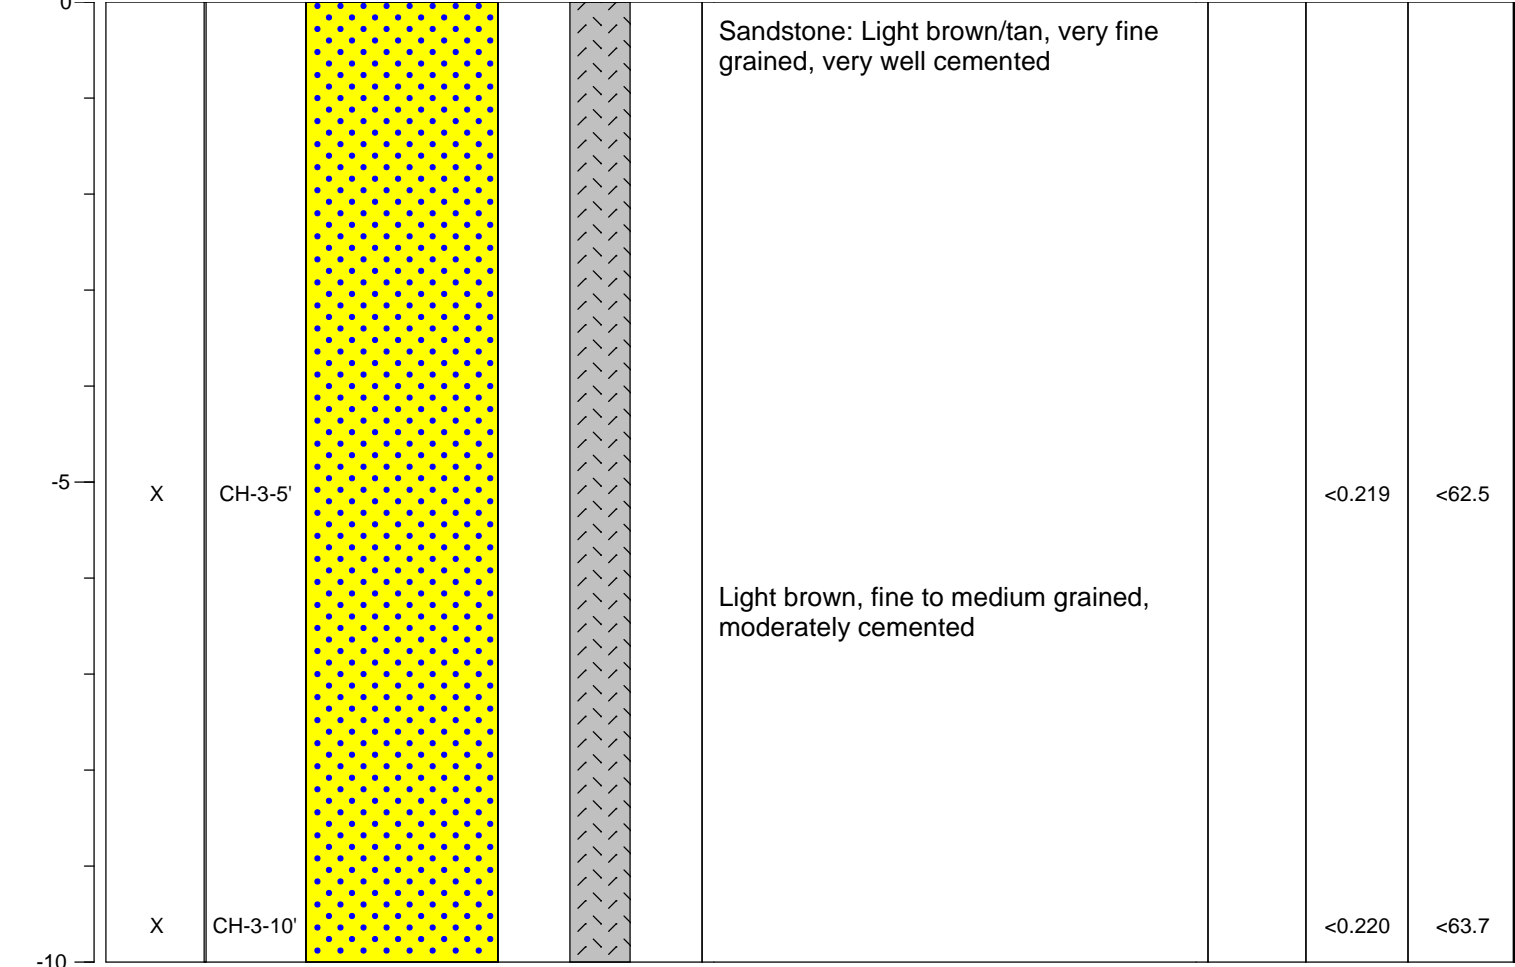 0
Sandstone: Light brown/tan, very fine
grained, very well cemented
-5
X CH-3-5' <0.219 <62.5
Light brown, fine to medium grained,
moderately cemented
X CH-3-10' <0.220 <63.7
-10